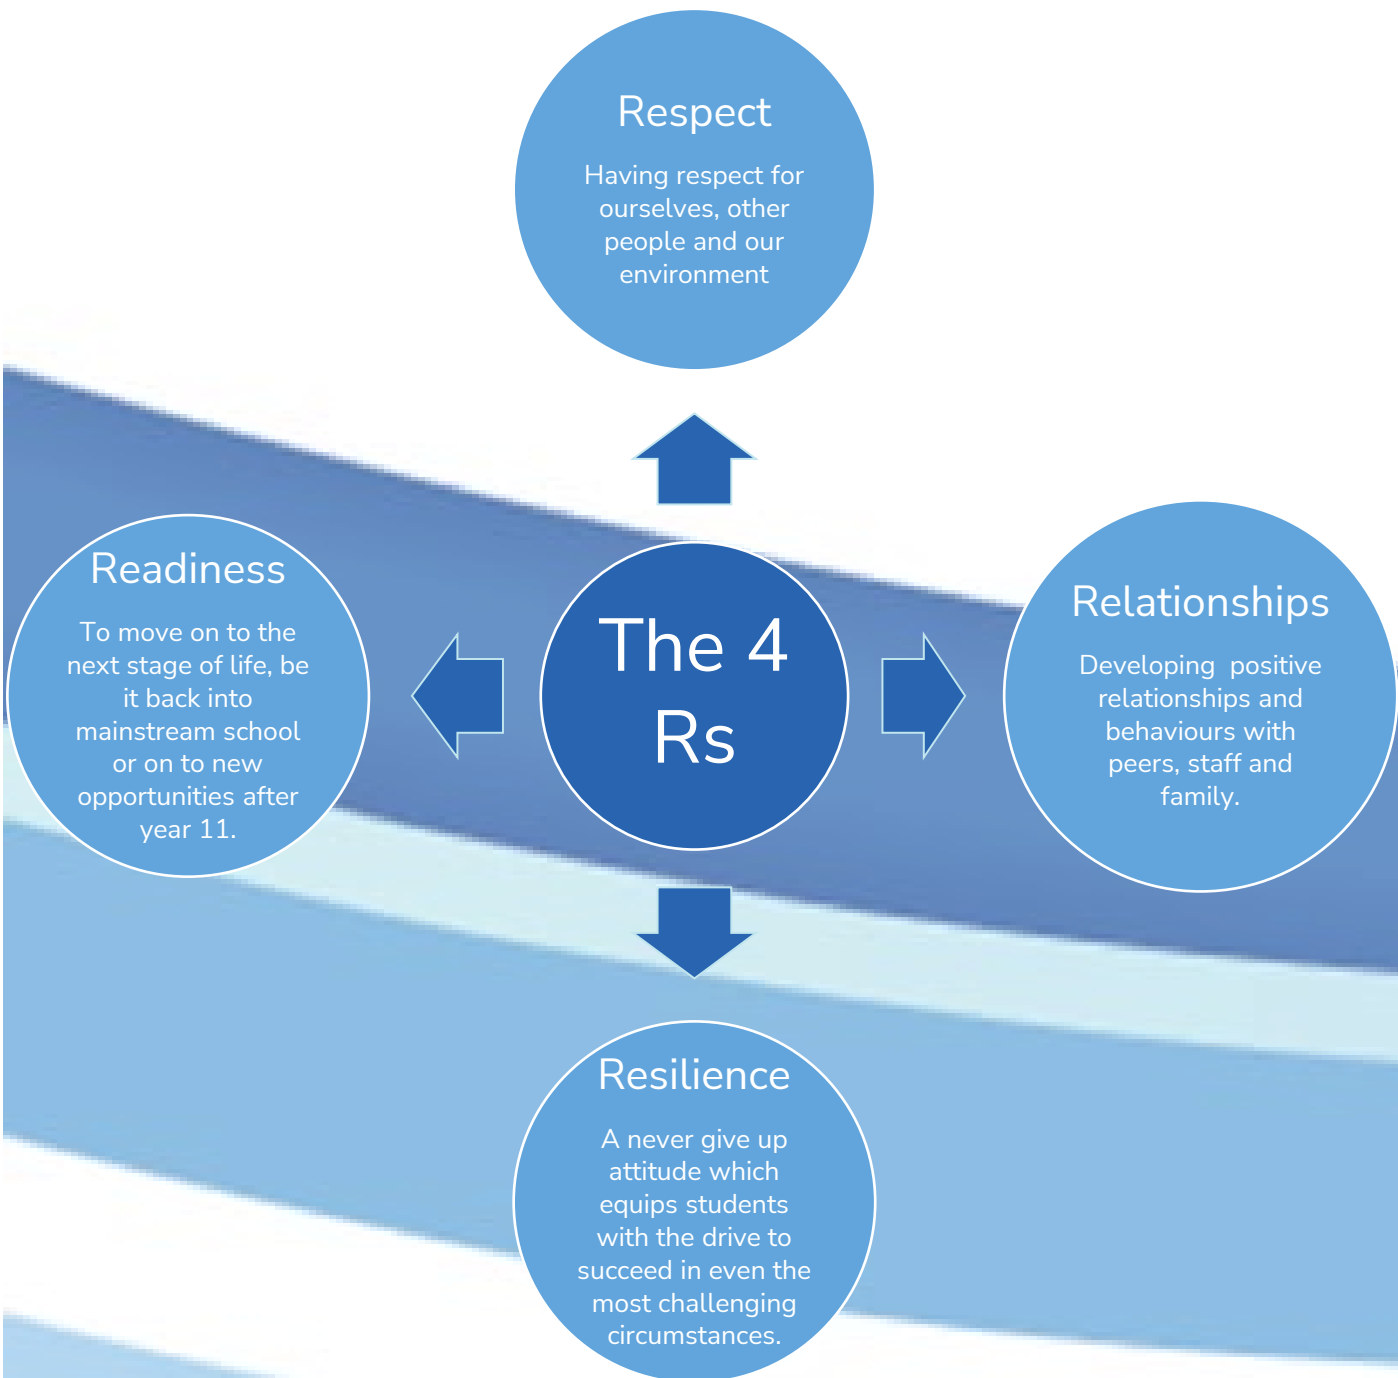 Respect
Having respect for
ourselves, other
people and our
environment
Readiness
To move on to the
next stage of life, be
it back into
mainstream school
or on to new
opportunities after
year 11.
The 4
Rs
Relationships
Developing  positive
relationships and
behaviours with
peers, staff and
family.
Resilience
A never give up
attitude which
equips students
with the drive to
succeed in even the
most challenging
circumstances.